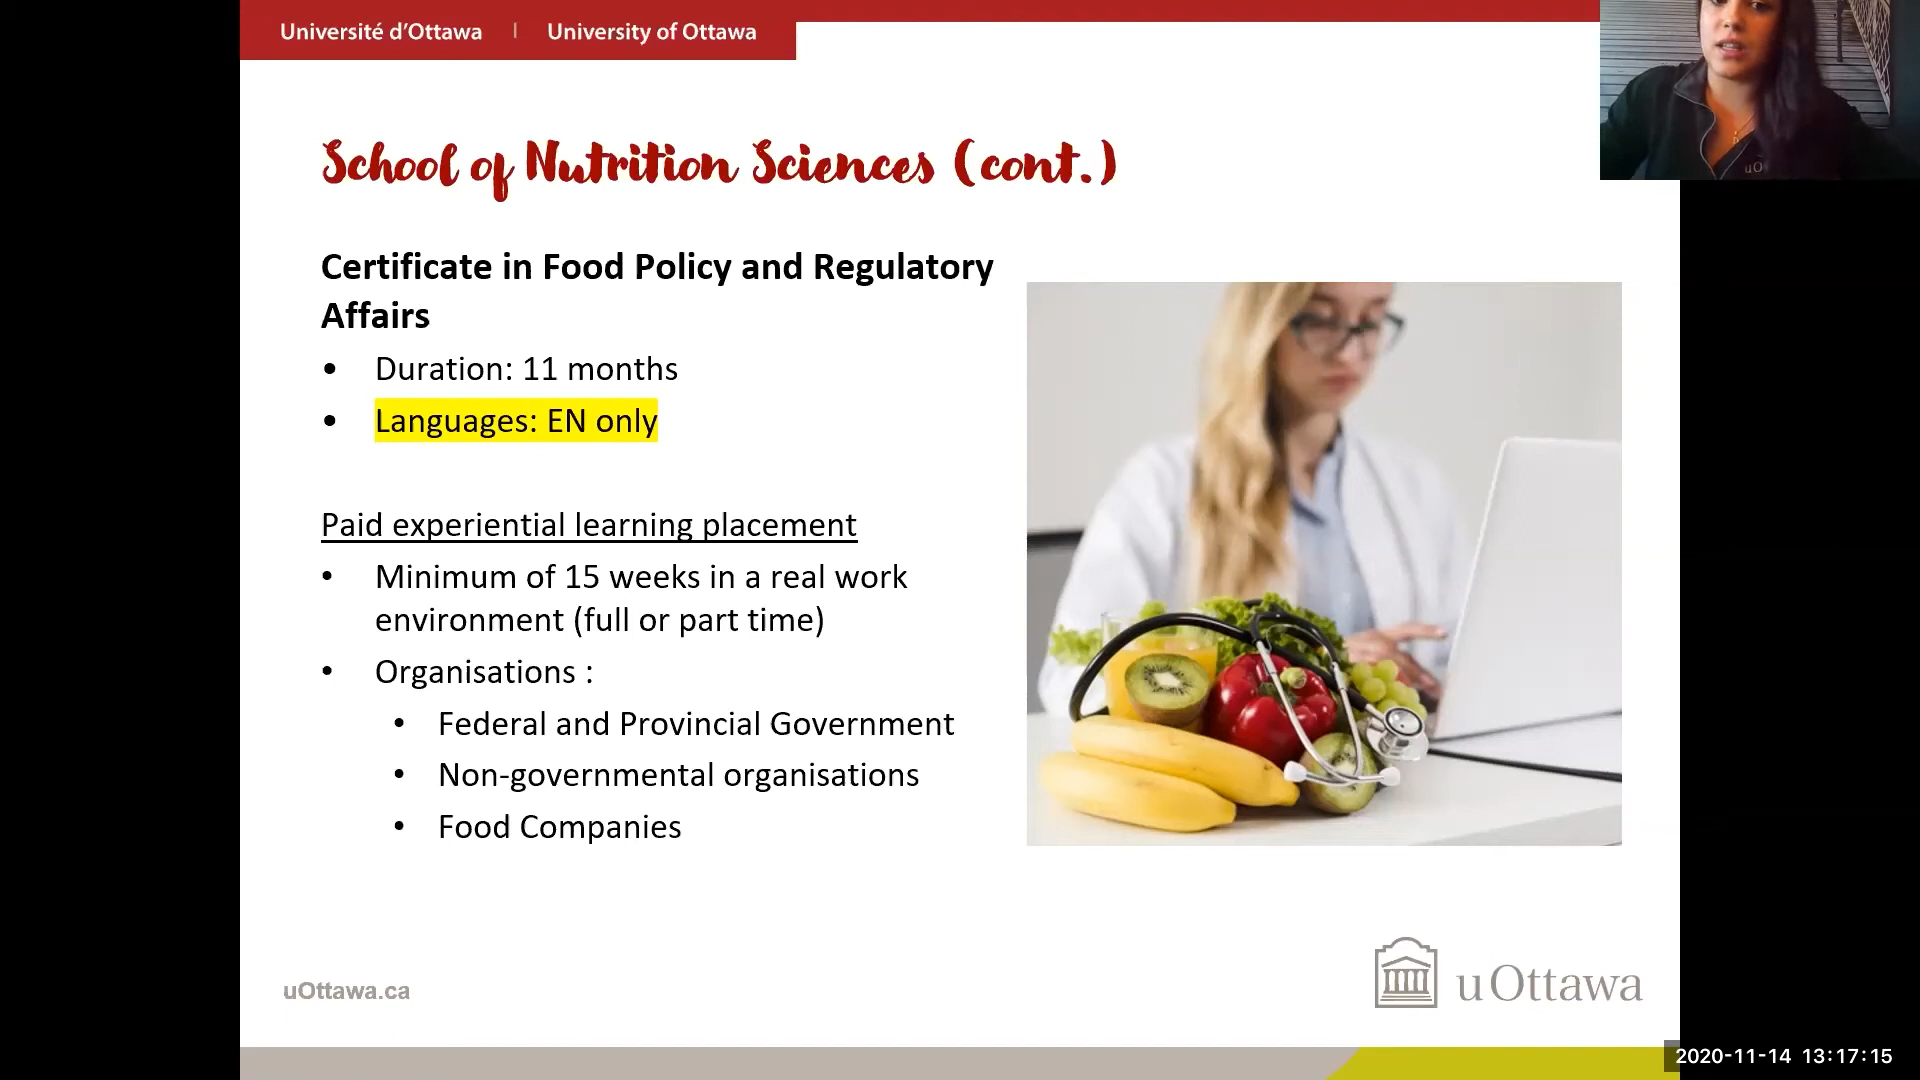 Université d'Ottawa | University of Ottawa
School of Nutrition Sciences (cont.)
Certificate in Food Policy and Regulatory
Affairs
• Duration: 11 months
• Languages: EN only
Paid experiential learning placement
• Minimum of 15 weeks in a real work
environment (full or part time)
• Organisations :
• Federal and Provincial Government
• Non-governmental organisations
• Food Companies
uOttawa.ca
uOttawa
2020-11-14 13:17:15